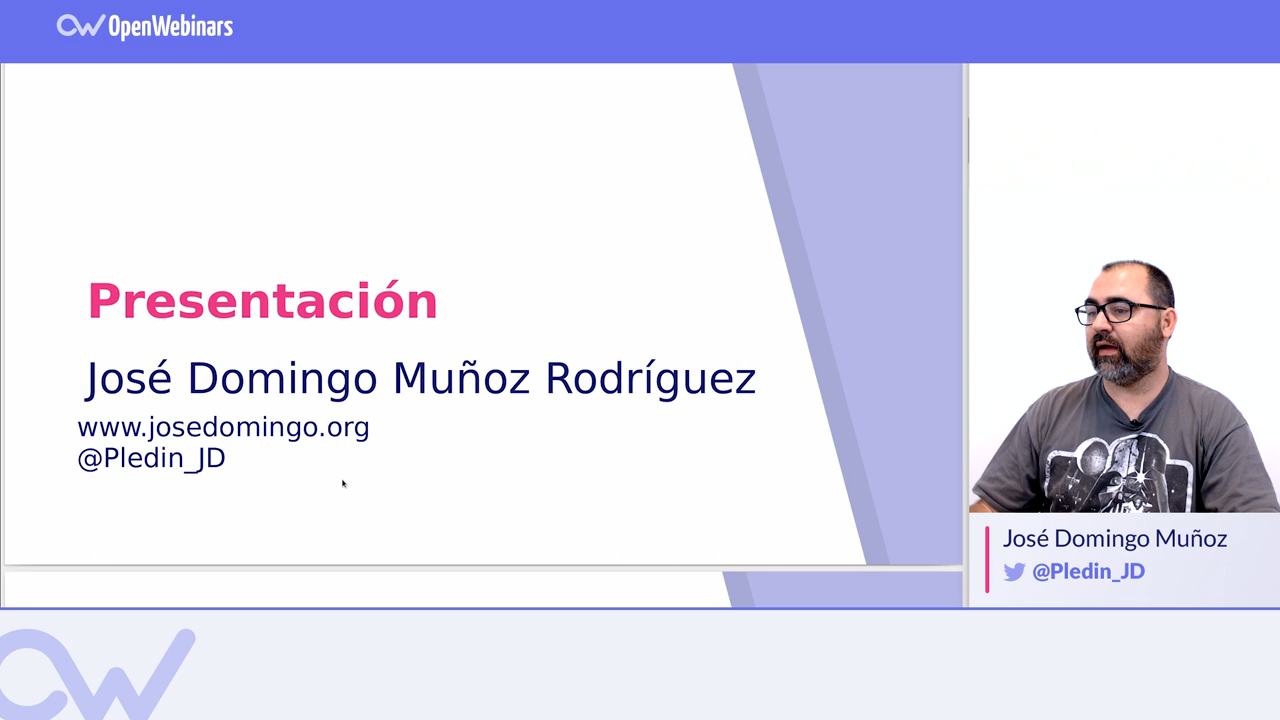 OpenWebinars
Presentación
José Domingo Muñoz Rodríguez
www.josedomingo.org
@Pledin_JD
José Domingo Muñoz
@Pledin_JD